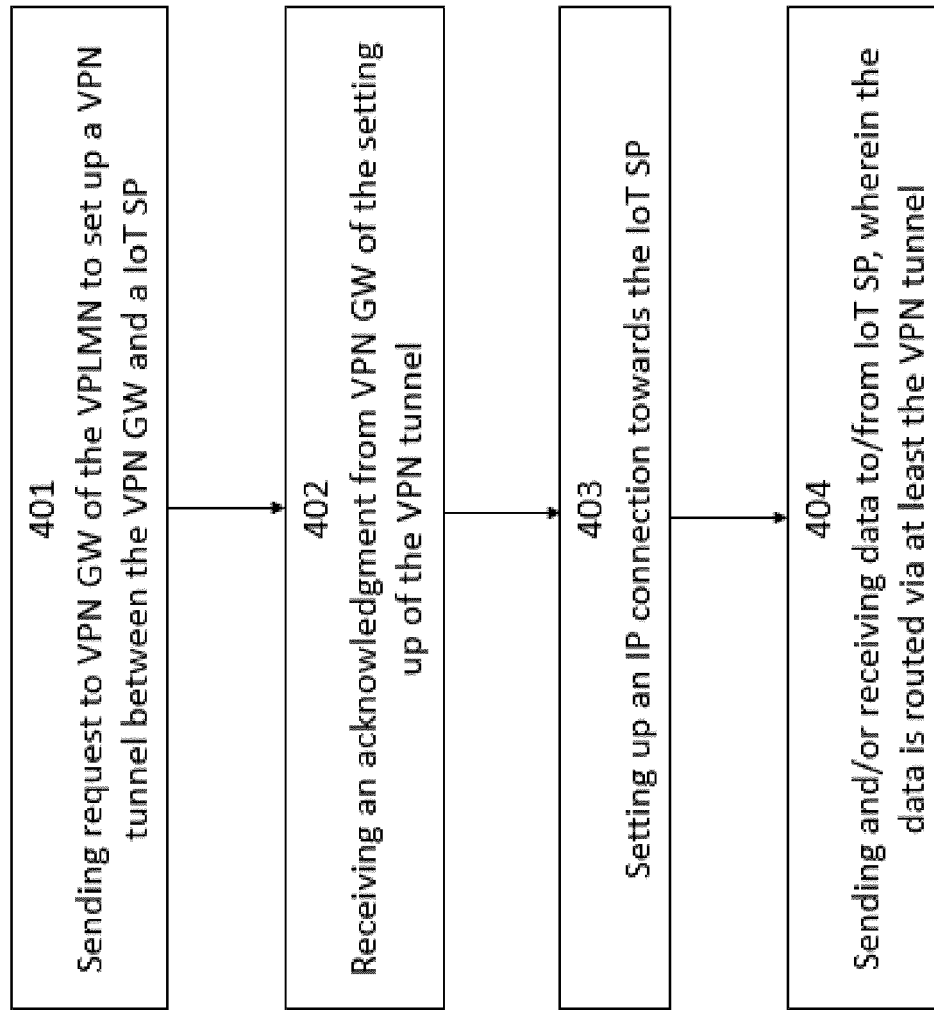 401
Sending request to VPN GW of the VPLMN to set up a VPN
tunnel between the VPN GW and a IoT SP
402
Receiving an acknowledgment from VPN GW of the setting
up of the VPN tunnel
403
Setting up an IP connection towards the IoT SP
404
Sending and/or receiving data to/from IoT SP, wherein the
data is routed via at least the VPN tunnel